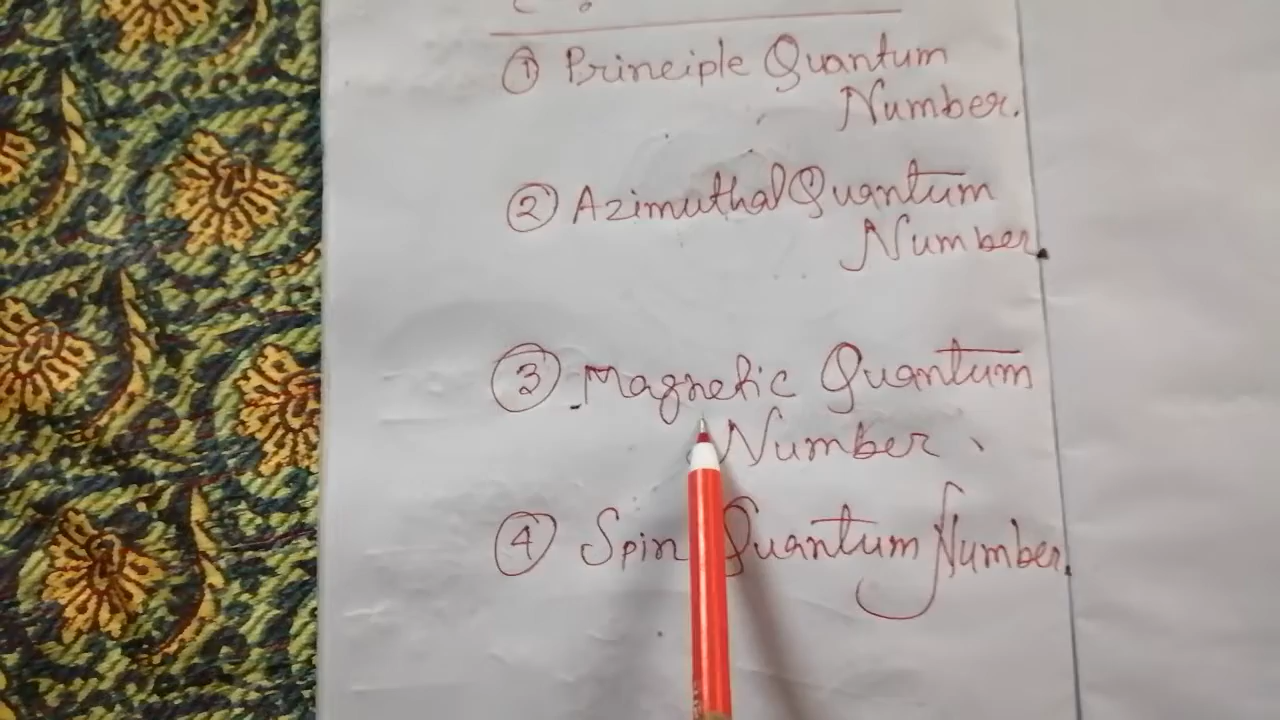 ① Principle Quantum
Number.
② Azimuthal Quantum
Number.
③ Magnetic Quantum
Number.
④ Spin Quantum Number.